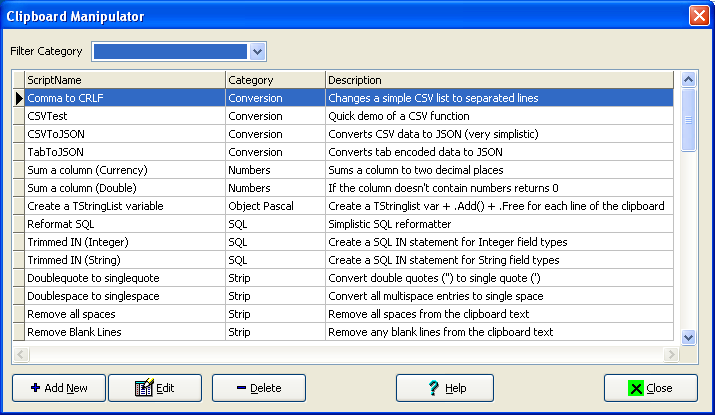 Clipboard Manipulator
Filter Category
ScriptName Category Description
Comma to CRLF Conversion Changes a simple CSV list to separated lines
CSVTest Conversion Quick demo of a CSV function
CSVToJSON Conversion Converts CSV data to JSON (very simplistic)
TabToJSON Conversion Converts tab encoded data to JSON
Sum a column (Currency) Numbers Sums a column to two decimal places
Sum a column (Double) Numbers If the column doesn't contain numbers returns 0
Create a TStringList variable Object Pascal Create a TStringlist var + .Add() + .Free for each line of the clipboard
Reformat SQL SQL Simplistic SQL reformatter
Trimmed IN (Integer) SQL Create a SQL IN statement for Integer field types
Trimmed IN (String) SQL Create a SQL IN statement for String field types
Doublequote to singlequote Strip Convert double quotes (") to single quote (')
Doublespace to singlespace Strip Convert all multispace entries to single space
Remove all spaces Strip Remove all spaces from the clipboard text
Remove Blank Lines Strip Remove any blank lines from the clipboard text
Add New Edit Delete Help Close